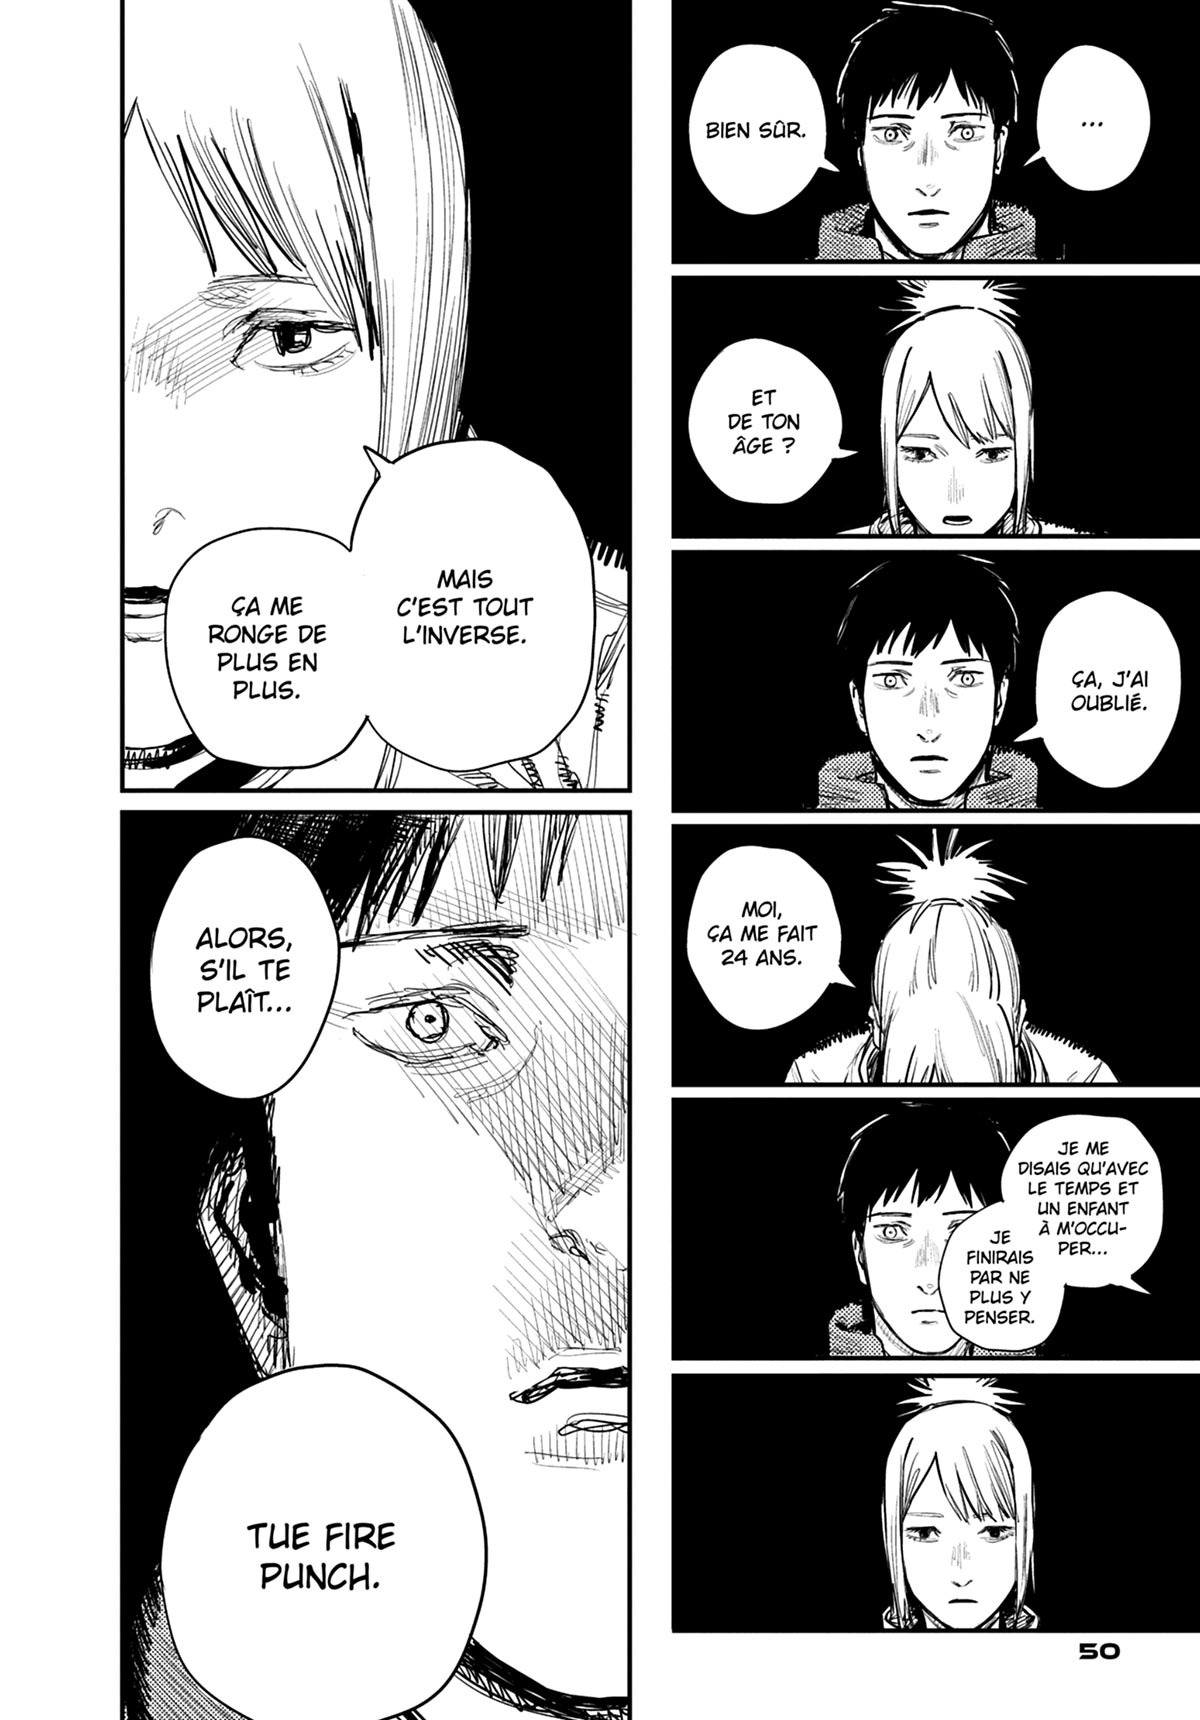 ...
BIEN SÛR.
ET
DE TON
ÂGE ?
ÇA, J'AI
OUBLIÉ.
MOI,
ÇA ME FAIT
24 ANS.
JE ME
DISAIS QU'AVEC
LE TEMPS ET
UN ENFANT
À M'OCCU-
PER...
JE
FINIRAIS
PAR NE
PLUS Y
PENSER.
MAIS
C'EST TOUT
L'INVERSE.
ÇA ME
RONGE DE
PLUS EN
PLUS.
ALORS,
S'IL TE
PLAÎT...
TUE FIRE
PUNCH.
50